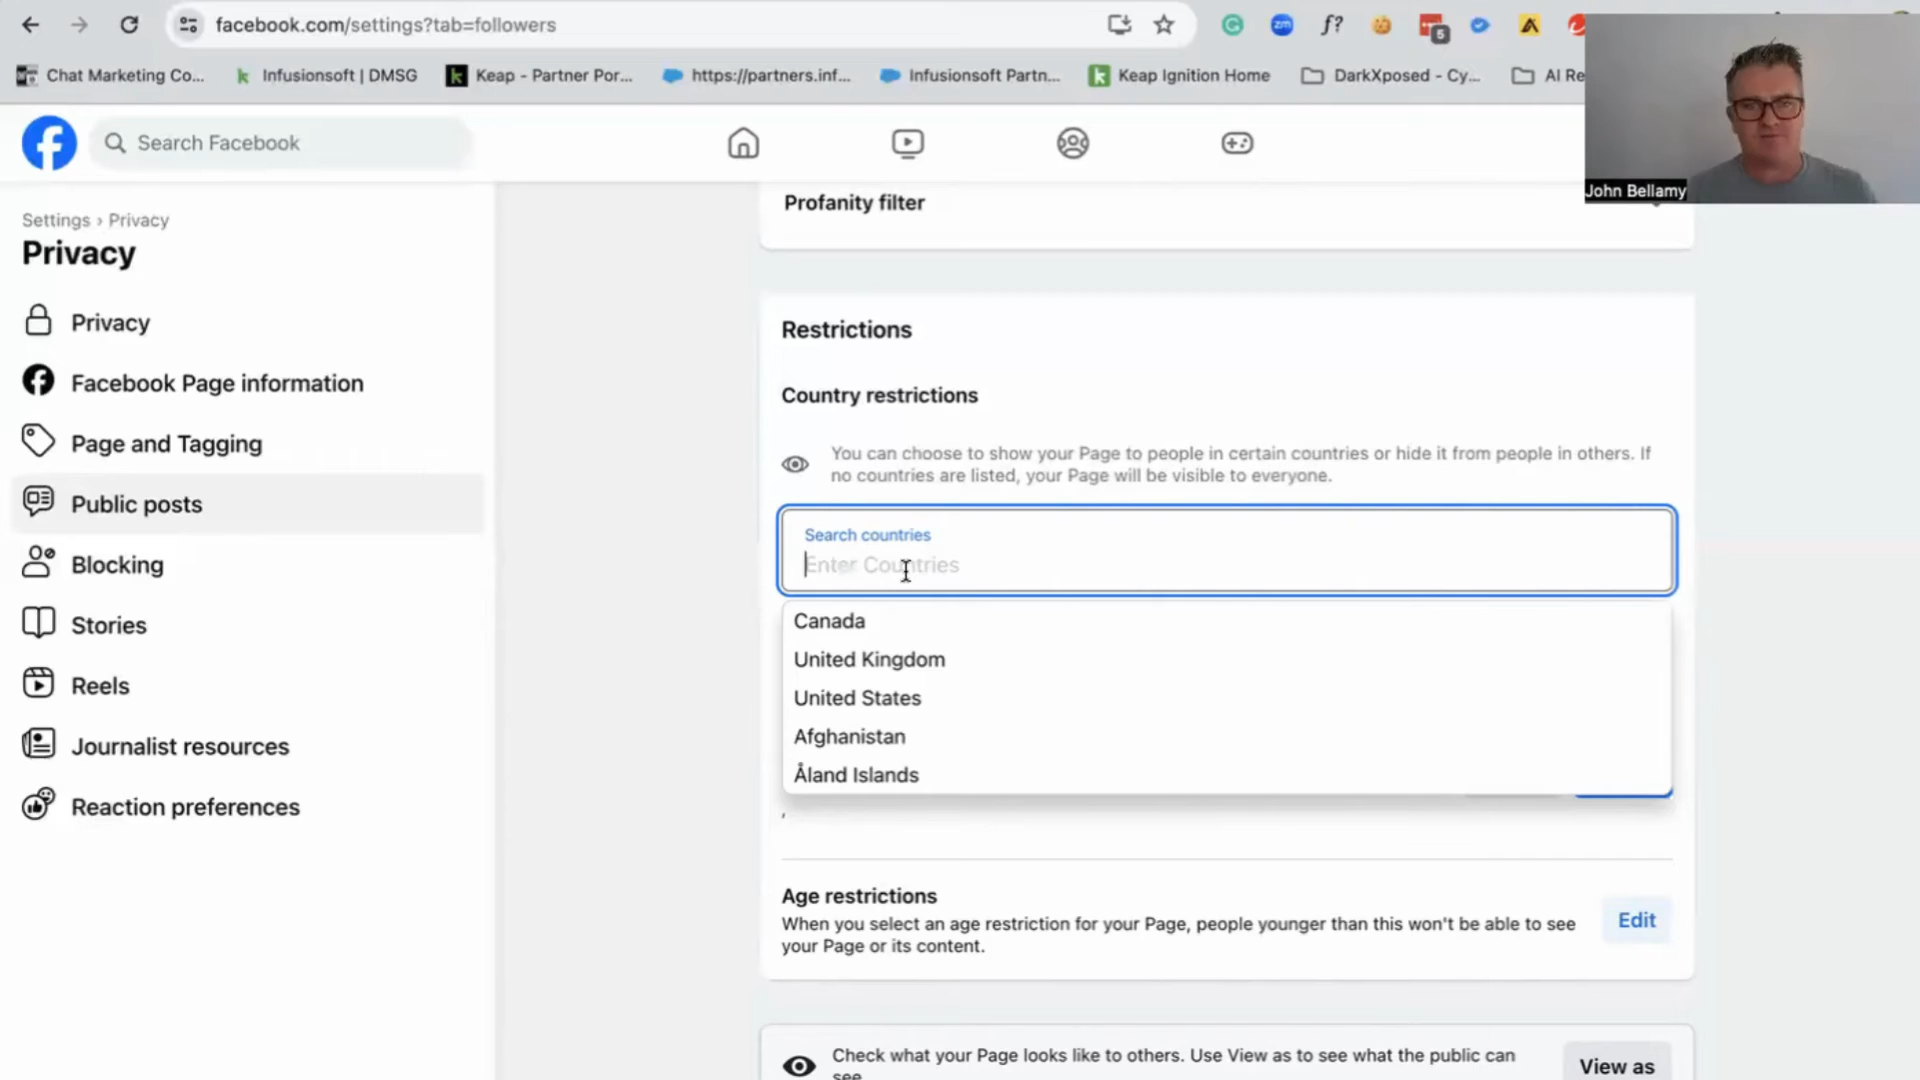 facebook.com/settings?tab=followers
f?
zm
5
Chat Marketing Co...
Infusionsoft | DMSG
Keap - Partner Por...
https://partners.inf...
Infusionsoft Partn...
Keap Ignition Home
DarkXposed - Cy...
AI Re
John Bellamy
Search Facebook
Settings › Privacy
Privacy
Privacy
Facebook Page information
Page and Tagging
Public posts
Blocking
Stories
Reels
Journalist resources
Reaction preferences
Profanity filter
Restrictions
Country restrictions
You can choose to show your Page to people in certain countries or hide it from people in others. If
no countries are listed, your Page will be visible to everyone.
Search countries
Enter Countries
Canada
United Kingdom
United States
Afghanistan
Åland Islands
Age restrictions
When you select an age restriction for your Page, people younger than this won't be able to see
your Page or its content.
Edit
Check what your Page looks like to others. Use View as to see what the public can
see
View as